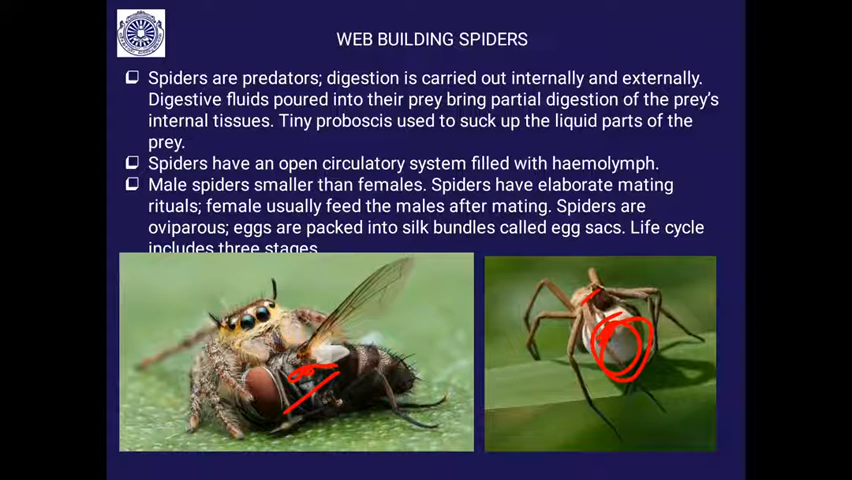 WEB BUILDING SPIDERS
❑ Spiders are predators; digestion is carried out internally and externally.
Digestive fluids poured into their prey bring partial digestion of the prey's
internal tissues. Tiny proboscis used to suck up the liquid parts of the
prey.
❑ Spiders have an open circulatory system filled with haemolymph.
❑ Male spiders smaller than females. Spiders have elaborate mating
rituals; female usually feed the males after mating. Spiders are
oviparous; eggs are packed into silk bundles called egg sacs. Life cycle
includes three stages